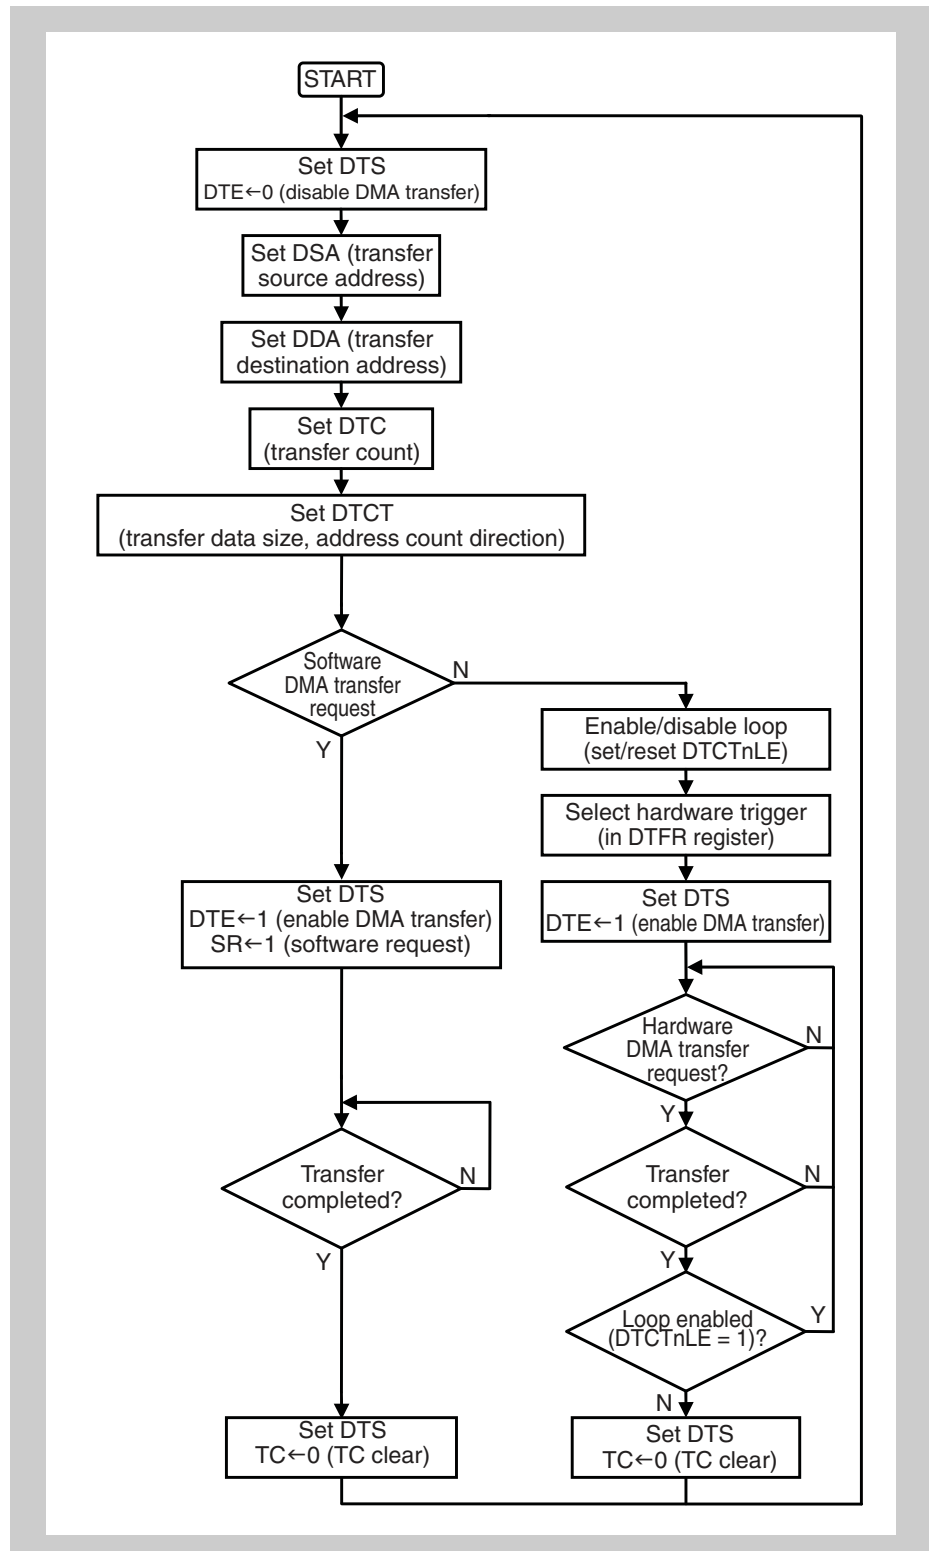 START
Set DTS
DTE←0 (disable DMA transfer)
Set DSA (transfer
source address)
Set DDA (transfer
destination address)
Set DTC
(transfer count)
Set DTCT
(transfer data size, address count direction)
Software
DMA transfer
request
N
Y
Enable/disable loop
(set/reset DTCTnLE)
Select hardware trigger
(in DTFR register)
Set DTS
DTE←1 (enable DMA transfer)
SR←1 (software request)
Set DTS
DTE←1 (enable DMA transfer)
Hardware
DMA transfer
request?
N
Y
Transfer
completed?
N
Y
Transfer
completed?
N
Y
Loop enabled
(DTCTnLE = 1)?
Y
N
Set DTS
TC←0 (TC clear)
Set DTS
TC←0 (TC clear)